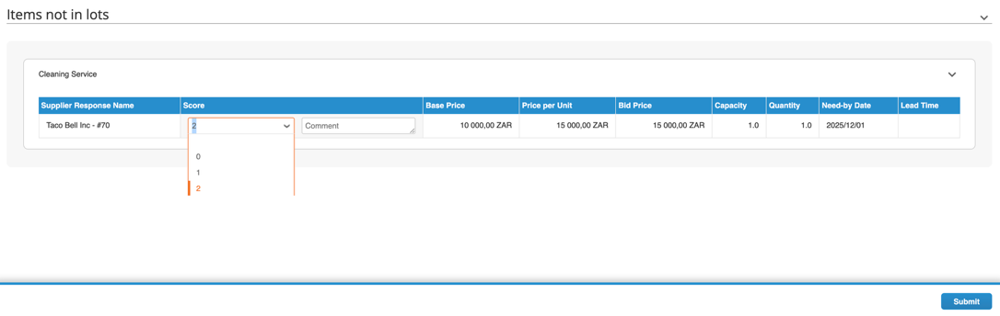 Items not in lots
Cleaning Service
Supplier Response Name Score Base Price Price per Unit Bid Price Capacity Quantity Need-by Date Lead Time
Taco Bell Inc - #70 2 Comment 10 000,00 ZAR 15 000,00 ZAR 15 000,00 ZAR 1.0 1.0 2025/12/01
0
1
2
Submit